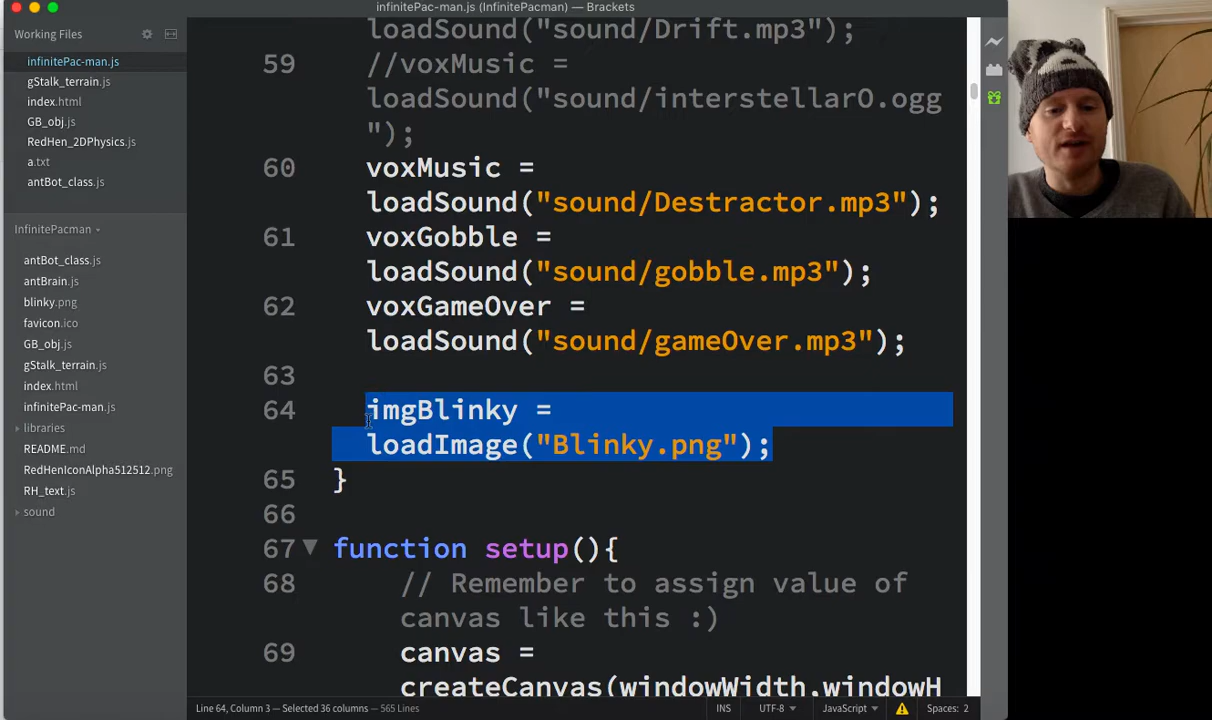 infinitePac-man.js (InfinitePacman) — Brackets
Working Files
infinitePac-man.js
gStalk_terrain.js
index.html
GB_obj.js
RedHen_2DPhysics.js
a.txt
antBot_class.js
InfinitePacman
antBot_class.js
antBrain.js
blinky.png
favicon.ico
GB_obj.js
gStalk_terrain.js
index.html
infinitePac-man.js
libraries
README.md
RedHenIconAlpha512512.png
RH_text.js
sound
loadSound("sound/Drift.mp3");
59 //voxMusic =
loadSound("sound/interstellarO.ogg
");
60 voxMusic =
loadSound("sound/Destractor.mp3");
61 voxGobble =
loadSound("sound/gobble.mp3");
62 voxGameOver =
loadSound("sound/gameOver.mp3");
63
64 imgBlinky =
loadImage("Blinky.png");
65 }
66
67 function setup(){
68 // Remember to assign value of
canvas like this :)
69 canvas =
createCanvas(windowWidth,windowH
Line 64, Column 3 — Selected 36 columns — 565 Lines
INS
UTF-8
JavaScript
Spaces: 2